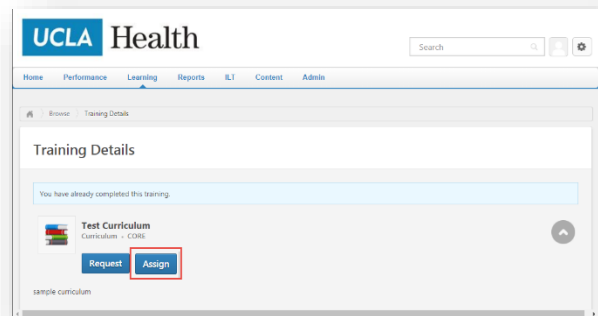 UCLA Health
Search
Home Performance Learning Reports ILT Content Admin
Browse Training Details
Training Details
You have already completed this training.
Test Curriculum
Curriculum CORE
Request Assign
sample curriculum